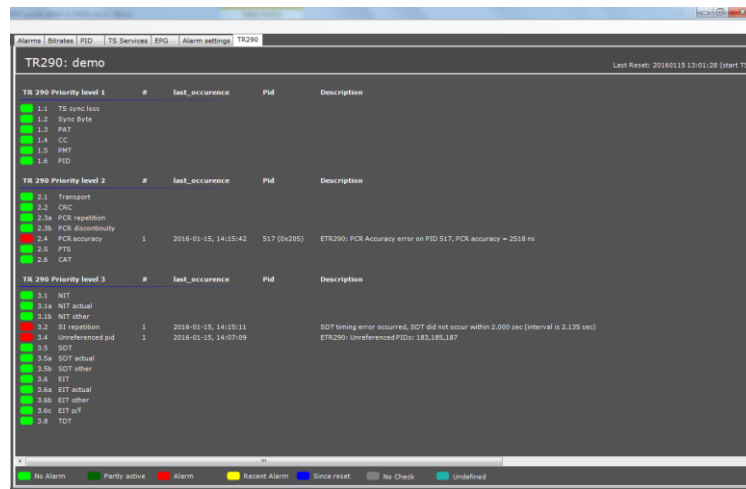 Alarms Bitrates PID TS Services EPG Alarm settings TR290
TR290: demo
Last Reset: 20160115 13:01:28 (start T
TR 290 Priority level 1 # last_occurence Pid Description
1.1 TS sync loss
1.2 Sync Byte
1.3 PAT
1.4 CC
1.5 PMT
1.6 PID
TR 290 Priority level 2 # last_occurence Pid Description
2.1 Transport
2.2 CRC
2.3a PCR repetition
2.3b PCR discontinuity
2.4 PCR accuracy 1 2016-01-15, 14:15:42 517 (0x205) ETR290: PCR Accuracy error on PID 517, PCR accuracy = 2518 ns
2.5 PTS
2.6 CAT
TR 290 Priority level 3 # last_occurence Pid Description
3.1 NIT
3.1a NIT actual
3.1b NIT other
3.2 SI repetition 1 2016-01-15, 14:15:11 SDT timing error occurred, SDT did not occur within 2.000 sec (interval is 2.135 sec)
3.4 Unreferenced pid 1 2016-01-15, 14:07:09 ETR290: Unreferenced PIDs: 183,185,187
3.5 SDT
3.5a SDT actual
3.5b SDT other
3.6 EIT
3.6a EIT actual
3.6b EIT other
3.6c EIT p/f
3.8 TDT
No Alarm Partly active Alarm Recent Alarm Since reset No Check Undefined